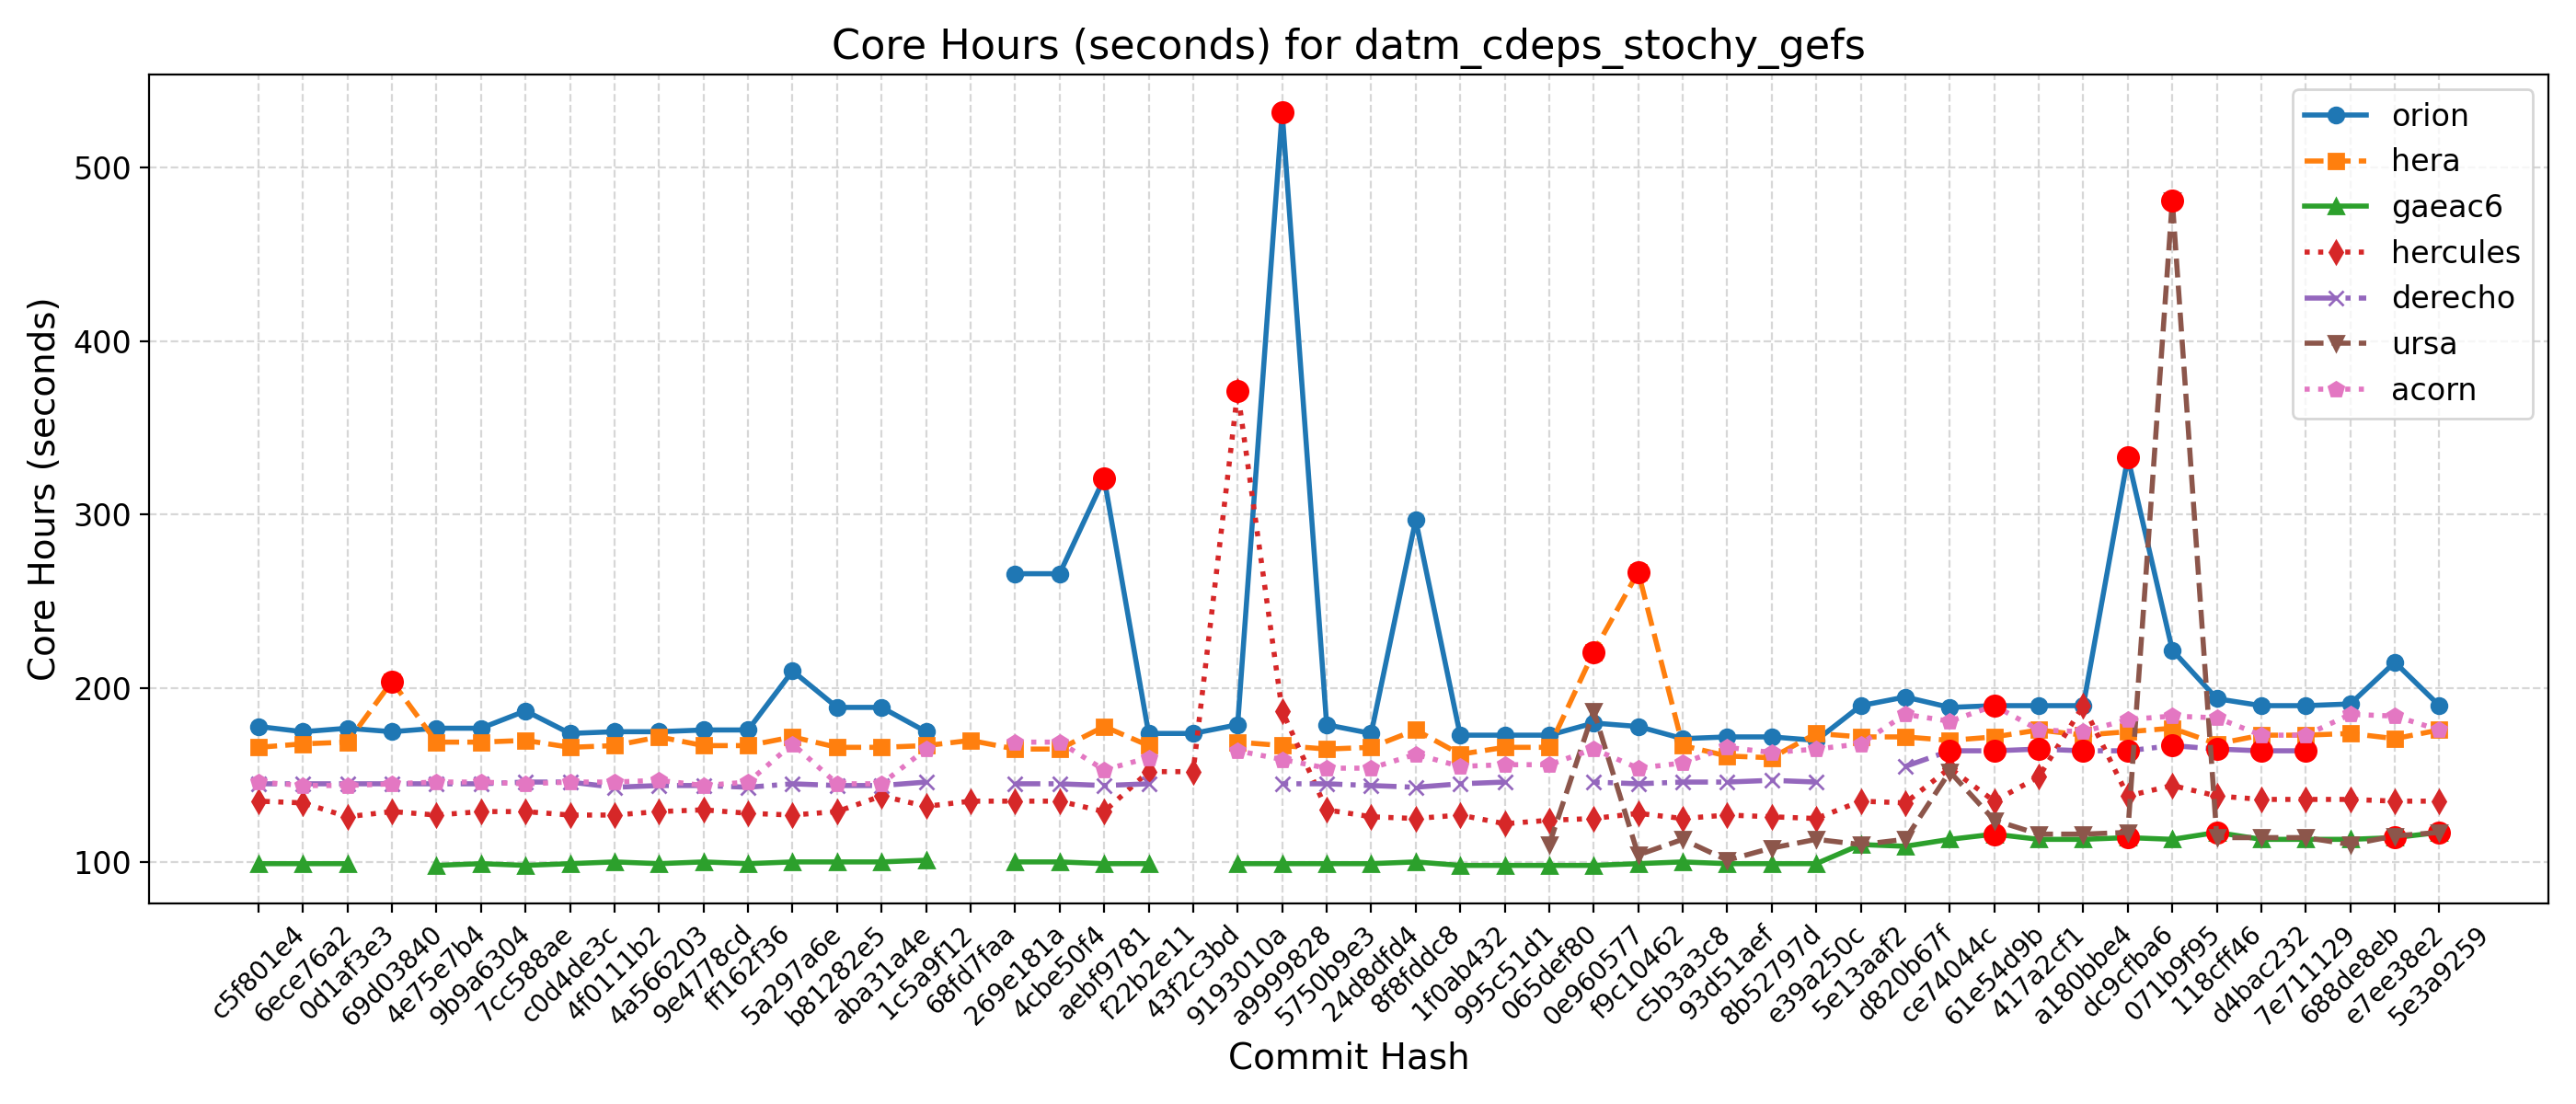 Core Hours (seconds) for datm_cdeps_stochy_gefs
Core Hours (seconds)
500
400
300
200
100
orion
hera
gaeac6
hercules
derecho
ursa
acorn
c5f801e4
6ece76a2
0d1af3e3
69d03840
4e75e7b4
9b9a6304
7cc588ae
c0d4de3c
4f0111b2
4a566203
9e4778cd
ff162f36
5a297a6e
b81282e5
aba31a4e
1c5a9f12
68fd7faa
269e181a
4cbe50f4
aebf9781
f22b2e11
43f2c3bd
9193010a
a9999828
5750b9e3
24d8dfd4
8f8fddc8
1f0ab432
995c51d1
065def80
0e960577
f9c10462
c5b3a3c8
93d51aef
8b52797d
e39a250c
5e13aaf2
d820b67f
ce74044c
61e54d9b
417a2cf1
a180bbe4
dc9cfba6
071b9f95
118cff46
d4bac232
7e711129
688de8eb
e7ee38e2
5e3a9259
Commit Hash